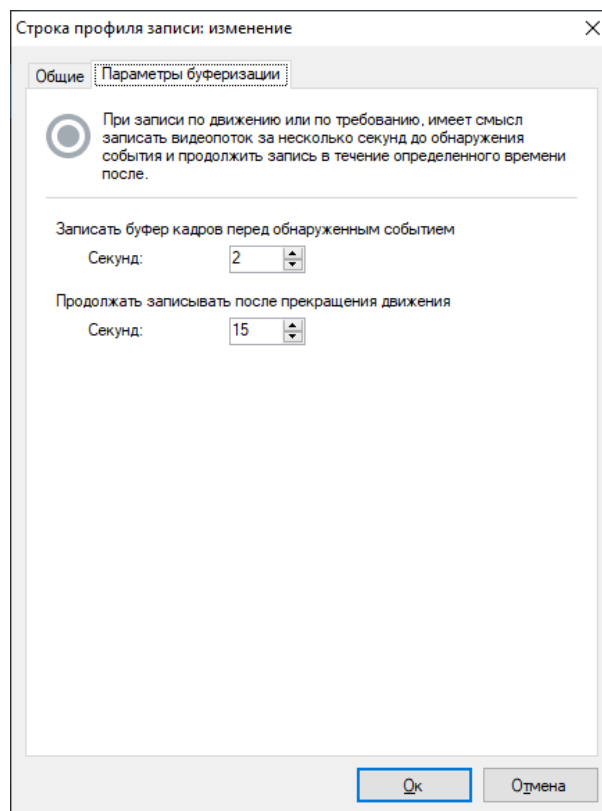 Строка профиля записи: изменение
Общие
Параметры буферизации
При записи по движению или по требованию, имеет смысл
записать видеопоток за несколько секунд до обнаружения
события и продолжить запись в течение определенного времени
после.
Записать буфер кадров перед обнаруженным событием
Секунд:
2
Продолжать записывать после прекращения движения
Секунд:
15
Ок
Отмена